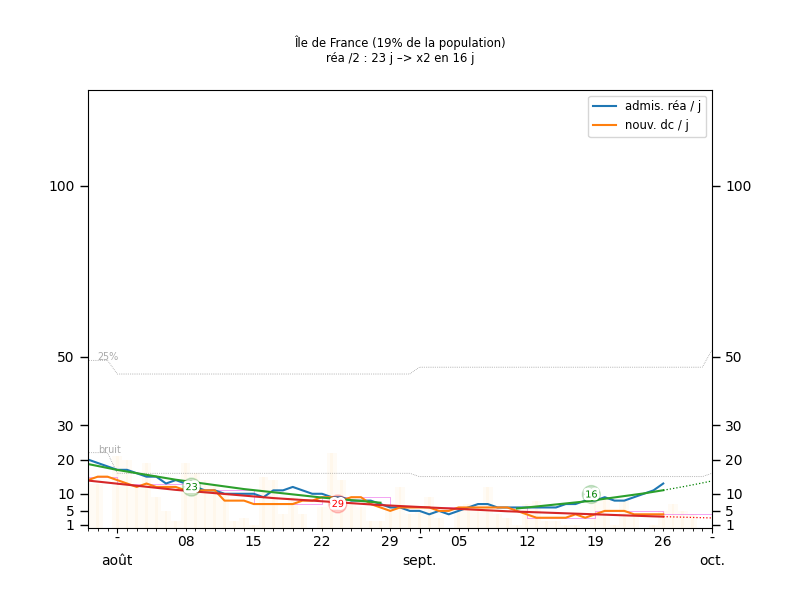 Île de France (19% de la population)
réa /2 : 23 j –> x2 en 16 j
admis. réa / j
nouv. dc / j
100 100
25%
50 50
30 30
bruit
20 20
23 29 16
10 10
5 5
1 1
- 08 15 22 29 - 05 12 19 26 -
août sept. oct.